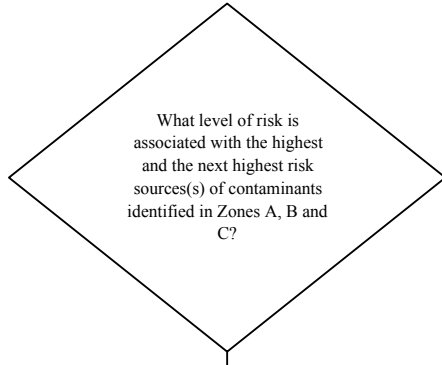 What level of risk is
associated with the highest
and the next highest risk
sources(s) of contaminants
identified in Zones A, B and
C?